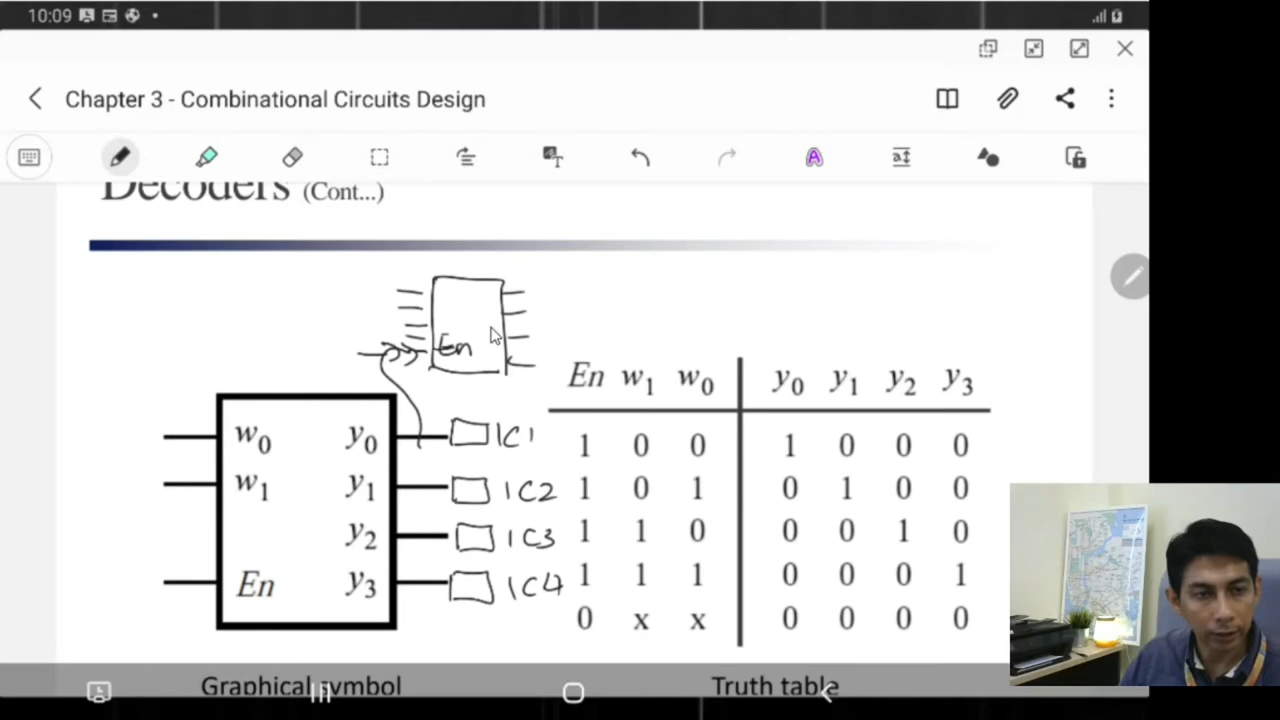 10:09
Chapter 3 - Combinational Circuits Design
Decoders (Cont...)
En
w0 y0 IC1
w1 y1 IC2
y2 IC3
En y3 IC4
En w1 w0 y0 y1 y2 y3
1 0 0 1 0 0 0
1 0 1 0 1 0 0
1 1 0 0 0 1 0
1 1 1 0 0 0 1
0 x x 0 0 0 0
Graphical symbol
Truth table